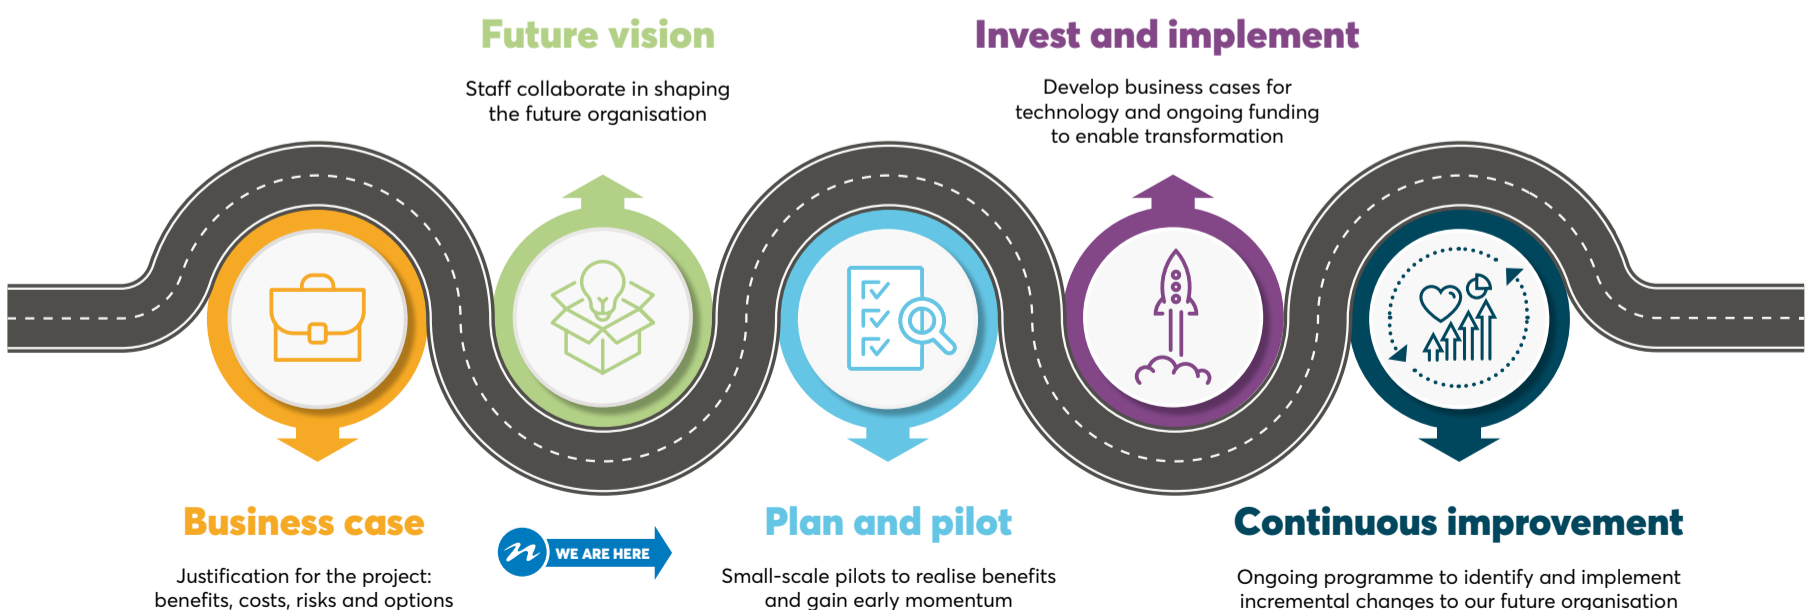 Future vision
Staff collaborate in shaping
the future organisation
Invest and implement
Develop business cases for
technology and ongoing funding
to enable transformation
Business case
Justification for the project:
benefits, costs, risks and options
WE ARE HERE
Plan and pilot
Small-scale pilots to realise benefits
and gain early momentum
Continuous improvement
Ongoing programme to identify and implement
incremental changes to our future organisation